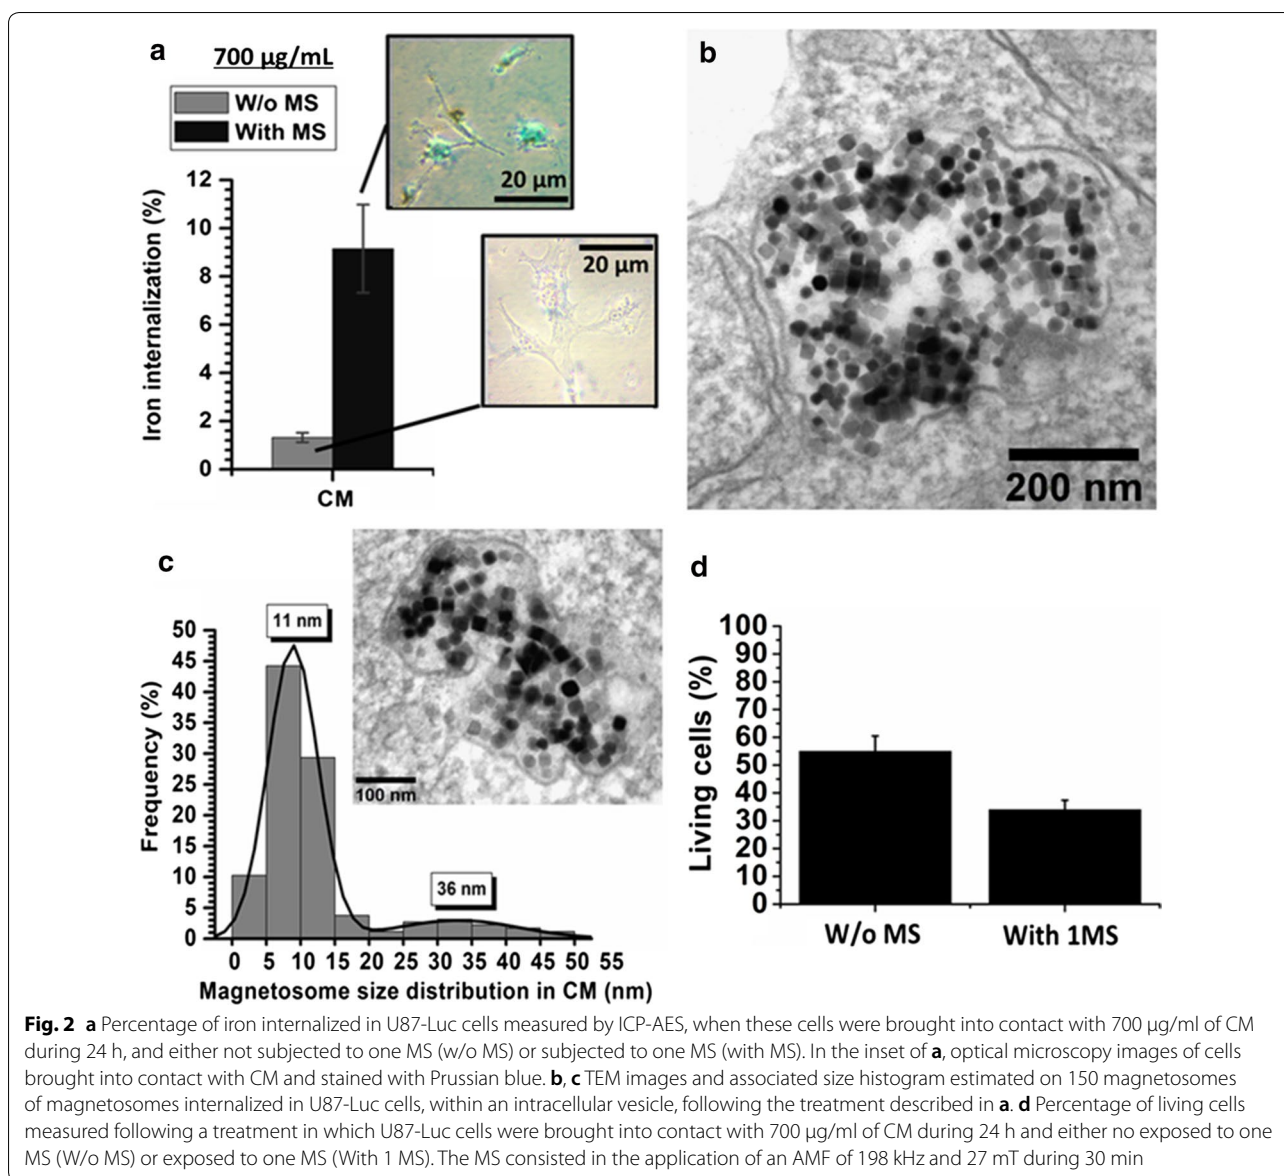 a
700 µg/mL
W/o MS
With MS
20 µm
20 µm
Iron internalization (%)
12
10
8
6
4
2
0
CM
b
200 nm
c
11 nm
36 nm
100 nm
Frequency (%)
50
45
40
35
30
25
20
15
10
5
0
0 5 10 15 20 25 30 35 40 45 50 55
Magnetosome size distribution in CM (nm)
d
Living cells (%)
100
90
80
70
60
50
40
30
20
10
0
W/o MS With 1MS
Fig. 2 a Percentage of iron internalized in U87-Luc cells measured by ICP-AES, when these cells were brought into contact with 700 µg/ml of CM
during 24 h, and either not subjected to one MS (w/o MS) or subjected to one MS (with MS). In the inset of a, optical microscopy images of cells
brought into contact with CM and stained with Prussian blue. b, c TEM images and associated size histogram estimated on 150 magnetosomes
of magnetosomes internalized in U87-Luc cells, within an intracellular vesicle, following the treatment described in a. d Percentage of living cells
measured following a treatment in which U87-Luc cells were brought into contact with 700 µg/ml of CM during 24 h and either no exposed to one
MS (W/o MS) or exposed to one MS (With 1 MS). The MS consisted in the application of an AMF of 198 kHz and 27 mT during 30 min